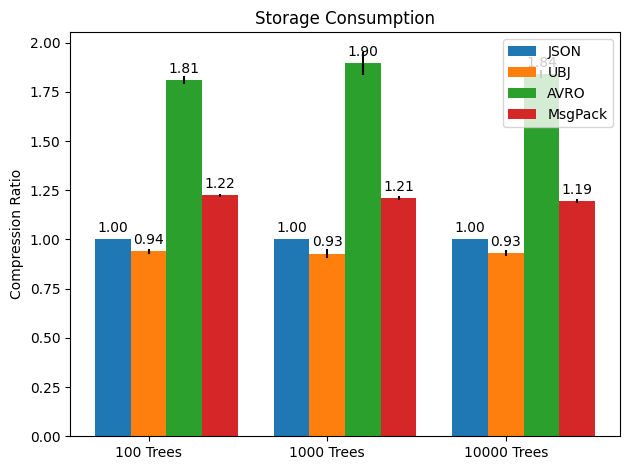 Storage Consumption
Compression Ratio
2.00
1.75
1.50
1.25
1.00
0.75
0.50
0.25
0.00
1.00
0.94
1.81
1.22
1.00
0.93
1.90
1.21
1.00
0.93
1.84
1.19
JSON
UBJ
AVRO
MsgPack
100 Trees
1000 Trees
10000 Trees